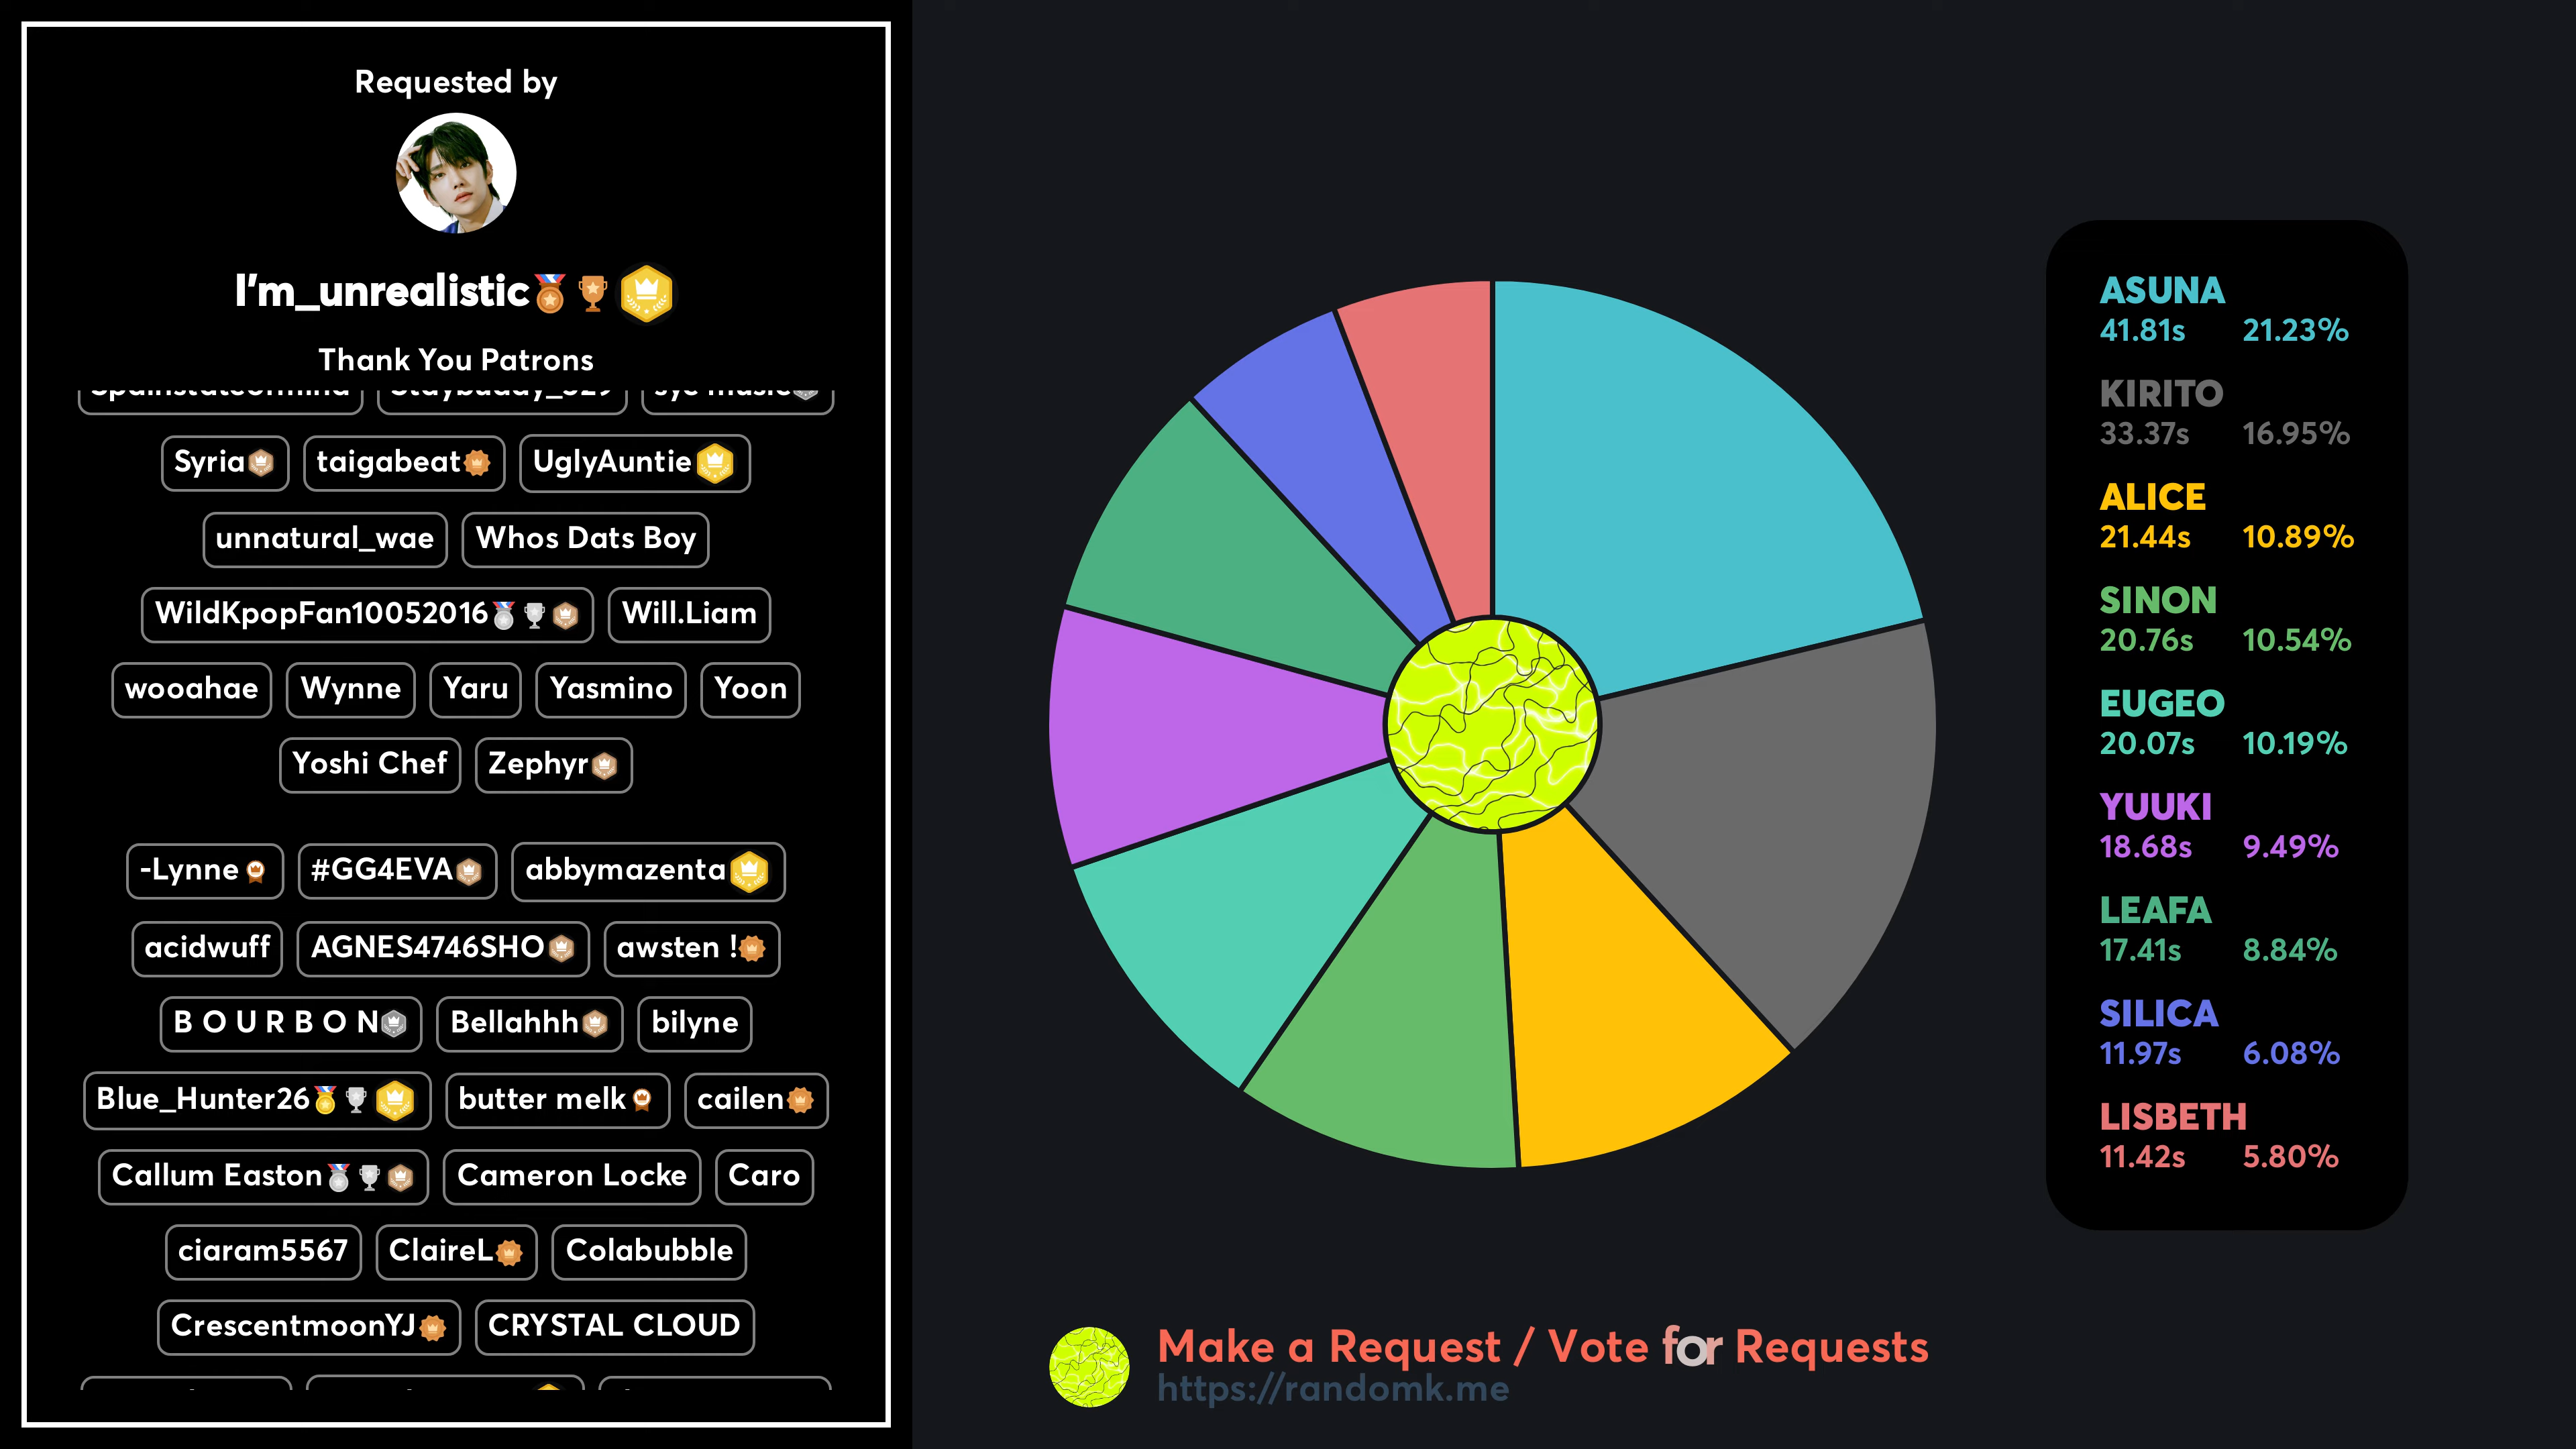 Requested by
I'm_unrealistic
Thank You Patrons
Syria taigabeat UglyAuntie
unnatural_wae Whos Dats Boy
WildKpopFan10052016 Will.Liam
wooahae Wynne Yaru Yasmino Yoon
Yoshi Chef Zephyr
-Lynne #GG4EVA abbymazenta
acidwuff AGNES4746SHO awsten !
B O U R B O N Bellahhh bilyne
Blue_Hunter26 butter melk cailen
Callum Easton Cameron Locke Caro
ciaram5567 ClaireL Colabubble
CrescentmoonYJ CRYSTAL CLOUD
ASUNA
41.81s 21.23%
KIRITO
33.37s 16.95%
ALICE
21.44s 10.89%
SINON
20.76s 10.54%
EUGEO
20.07s 10.19%
YUUKI
18.68s 9.49%
LEAFA
17.41s 8.84%
SILICA
11.97s 6.08%
LISBETH
11.42s 5.80%
Make a Request / Vote for Requests
https://randomk.me